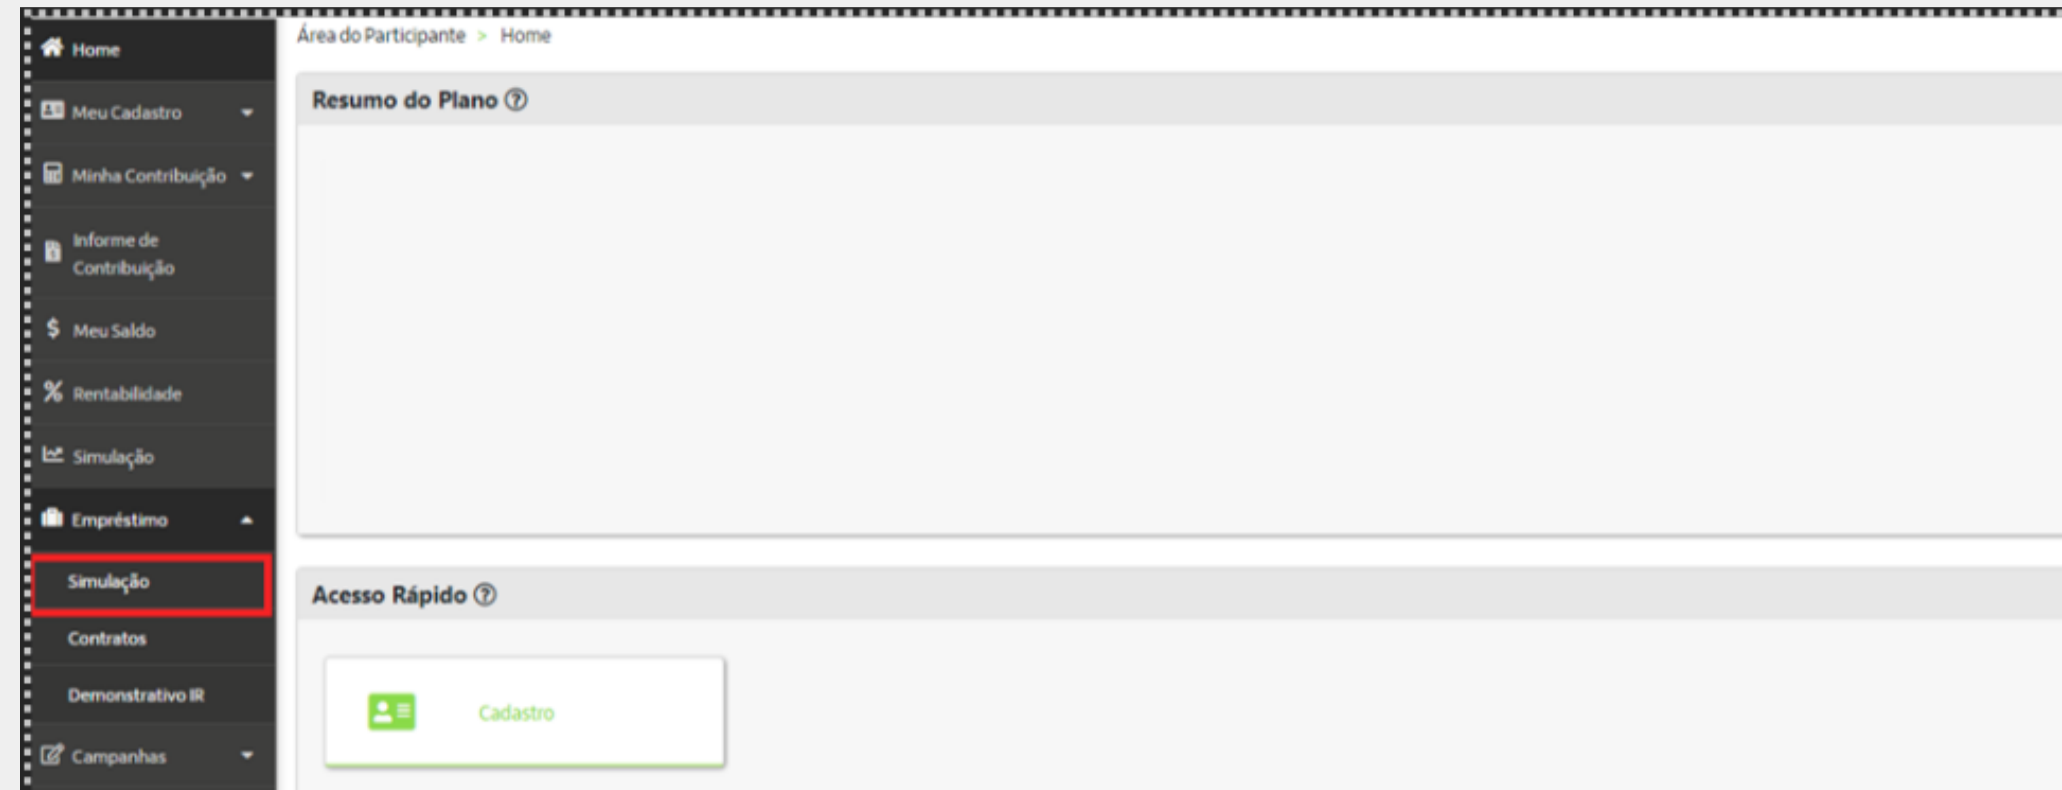 Home
Meu Cadastro
Minha Contribuição
Informe de
Contribuição
$ Meu Saldo
% Rentabilidade
Simulação
Empréstimo
Simulação
Contratos
Demonstrativo IR
Campanhas
Área do Participante > Home
Resumo do Plano ?
Acesso Rápido ?
Cadastro